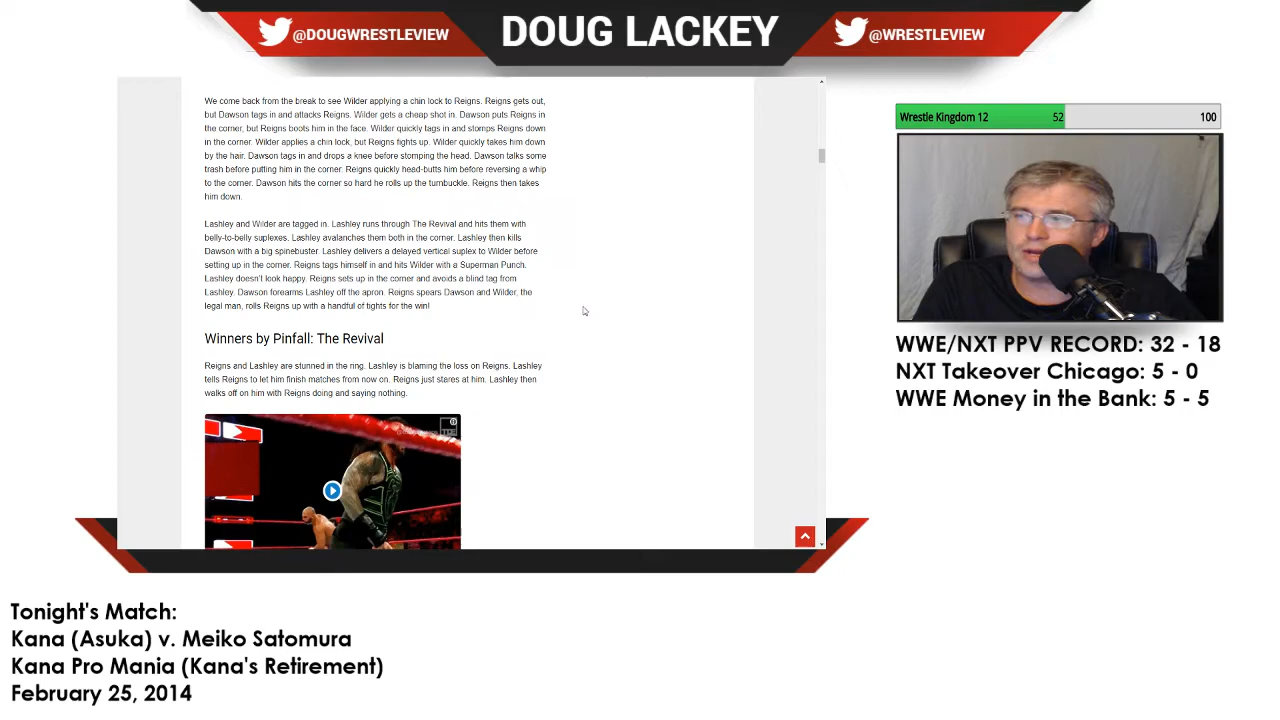 @DOUGWRESTLEVIEW
DOUG LACKEY
@WRESTLEVIEW
We come back from the break to see Wilder applying a chin lock to Reigns. Reigns gets out,
but Dawson tags in and attacks Reigns. Wilder gets a cheap shot in. Dawson puts Reigns in
the corner, but Reigns boots him in the face. Wilder quickly tags in and stomps Reigns down
in the corner. Wilder applies a chin lock, but Reigns fights up. Wilder quickly takes him down
by the hair. Dawson tags in and drops a knee before stomping the head. Dawson talks some
trash before putting him in the corner. Reigns quickly head-butts him before reversing a whip
to the corner. Dawson hits the corner so hard he rolls up the turnbuckle. Reigns then takes
him down.
Lashley and Wilder are tagged in. Lashley runs through The Revival and hits them with
belly-to-belly suplexes. Lashley avalanches them both in the corner. Lashley then kills
Dawson with a big spinebuster. Lashley delivers a delayed vertical suplex to Wilder before
setting up in the corner. Reigns tags himself in and hits Wilder with a Superman Punch.
Lashley doesn't look happy. Reigns sets up in the corner and avoids a blind tag from
Lashley. Dawson forearms Lashley off the apron. Reigns spears Dawson and Wilder, the
legal man, rolls Reigns up with a handful of tights for the win!
Winners by Pinfall: The Revival
Reigns and Lashley are stunned in the ring. Lashley is blaming the loss on Reigns. Lashley
tells Reigns to let him finish matches from now on. Reigns just stares at him. Lashley then
walks off on him with Reigns doing and saying nothing.
Wrestle Kingdom 12 52 100
WWE/NXT PPV RECORD: 32 - 18
NXT Takeover Chicago: 5 - 0
WWE Money in the Bank: 5 - 5
Tonight's Match:
Kana (Asuka) v. Meiko Satomura
Kana Pro Mania (Kana's Retirement)
February 25, 2014